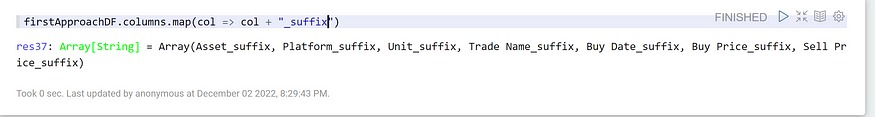 firstApproachDF.columns.map(col => col + "_suffix")
FINISHED
res37: Array[String] = Array(Asset_suffix, Platform_suffix, Unit_suffix, Trade Name_suffix, Buy Date_suffix, Buy Price_suffix, Sell Pr
ice_suffix)
Took 0 sec. Last updated by anonymous at December 02 2022, 8:29:43 PM.